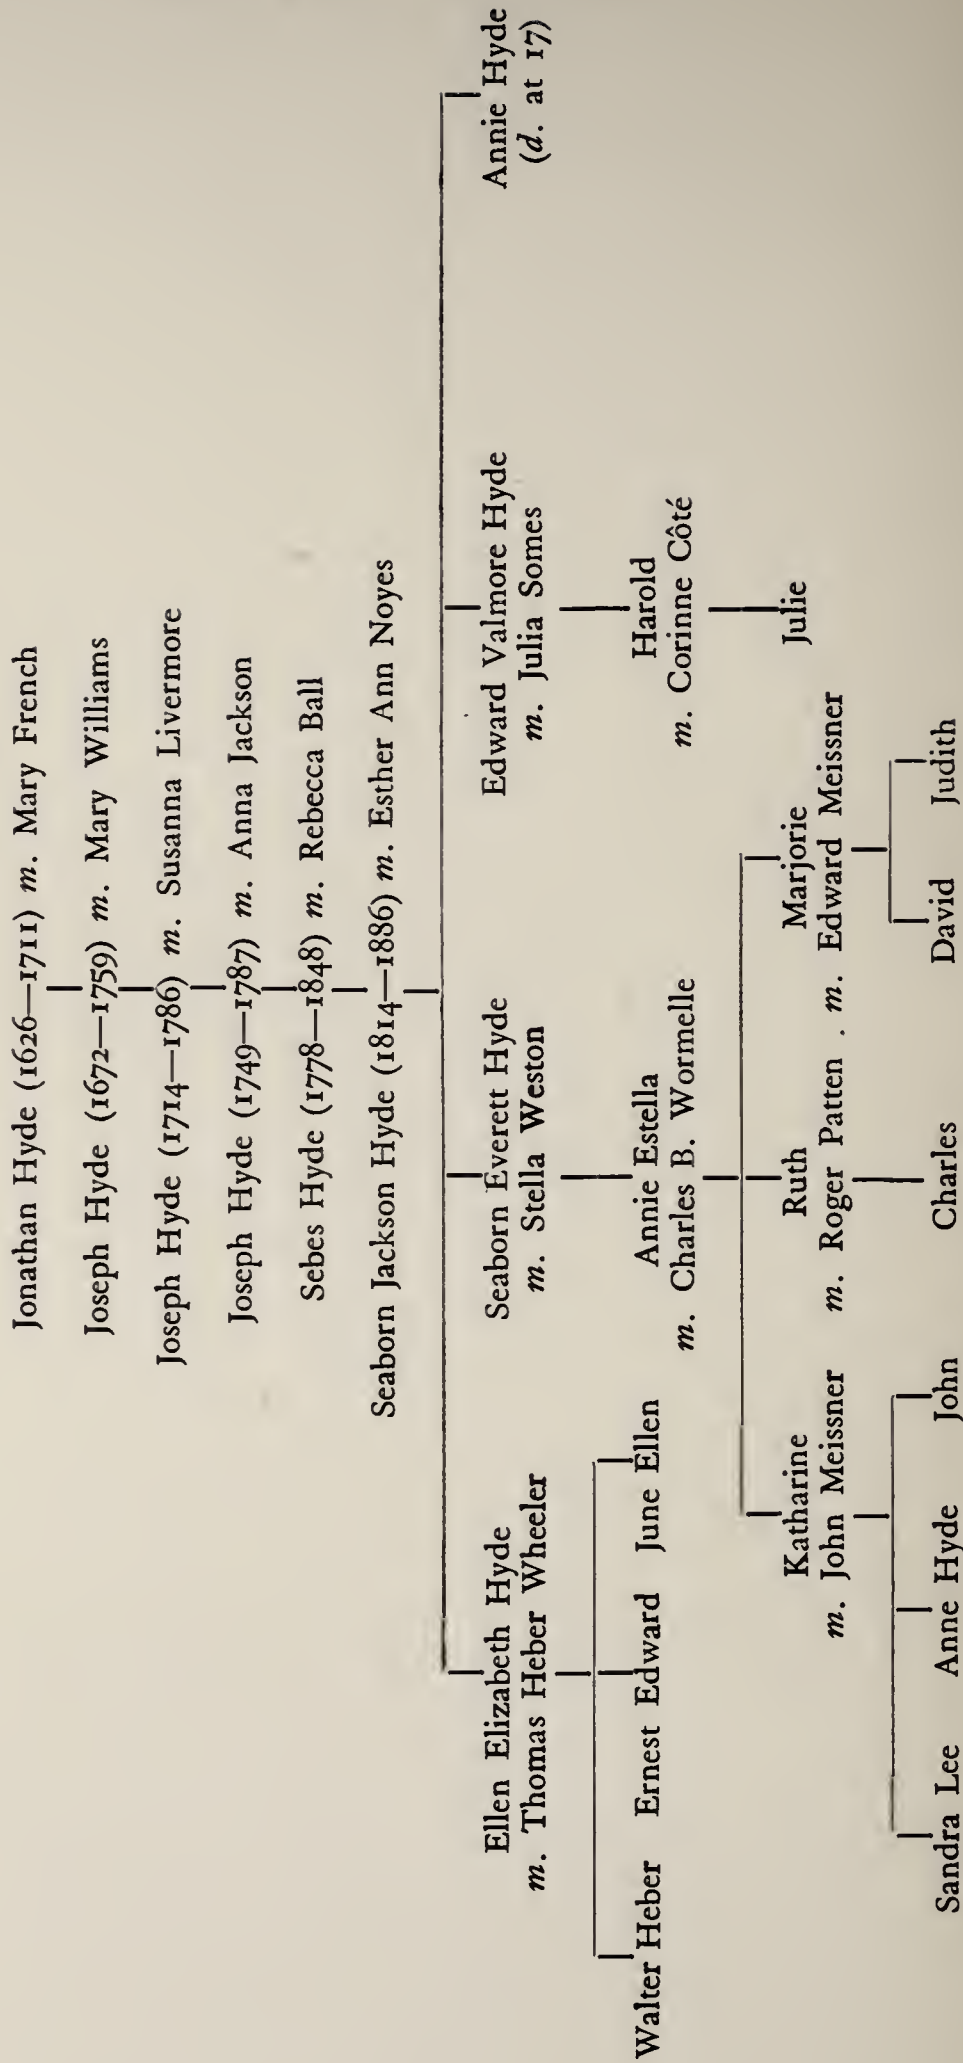 Jonathan Hyde (1626—1711) m. Mary French
Joseph Hyde (1672—1759) m. Mary Williams
Joseph Hyde (1714—1786) m. Susanna Livermore
Joseph Hyde (1749—1787) m. Anna Jackson
Sebes Hyde (1778—1848) m. Rebecca Ball
Seaborn Jackson Hyde (1814—1886) m. Esther Ann Noyes
Ellen Elizabeth Hyde Seaborn Everett Hyde Edward Valmore Hyde Annie Hyde
m. Thomas Heber Wheeler m. Stella Weston m. Julia Somes (d. at 17)
Walter Heber Ernest Edward June Ellen Annie Estella Harold
m. Charles B. Wormelle m. Corinne Côté
Katharine Ruth Marjorie Julie
m. John Meissner m. Roger Patten . m. Edward Meissner
Sandra Lee Anne Hyde John Charles David Judith